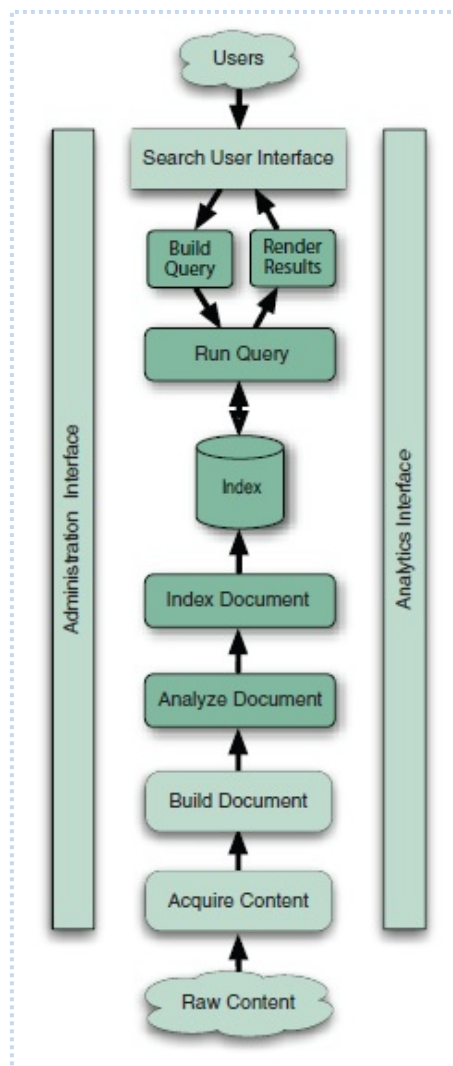 Users
Search User Interface
Build
Query
Render
Results
Run Query
Index
Index Document
Analyze Document
Build Document
Acquire Content
Raw Content
Administration Interface
Analytics Interface